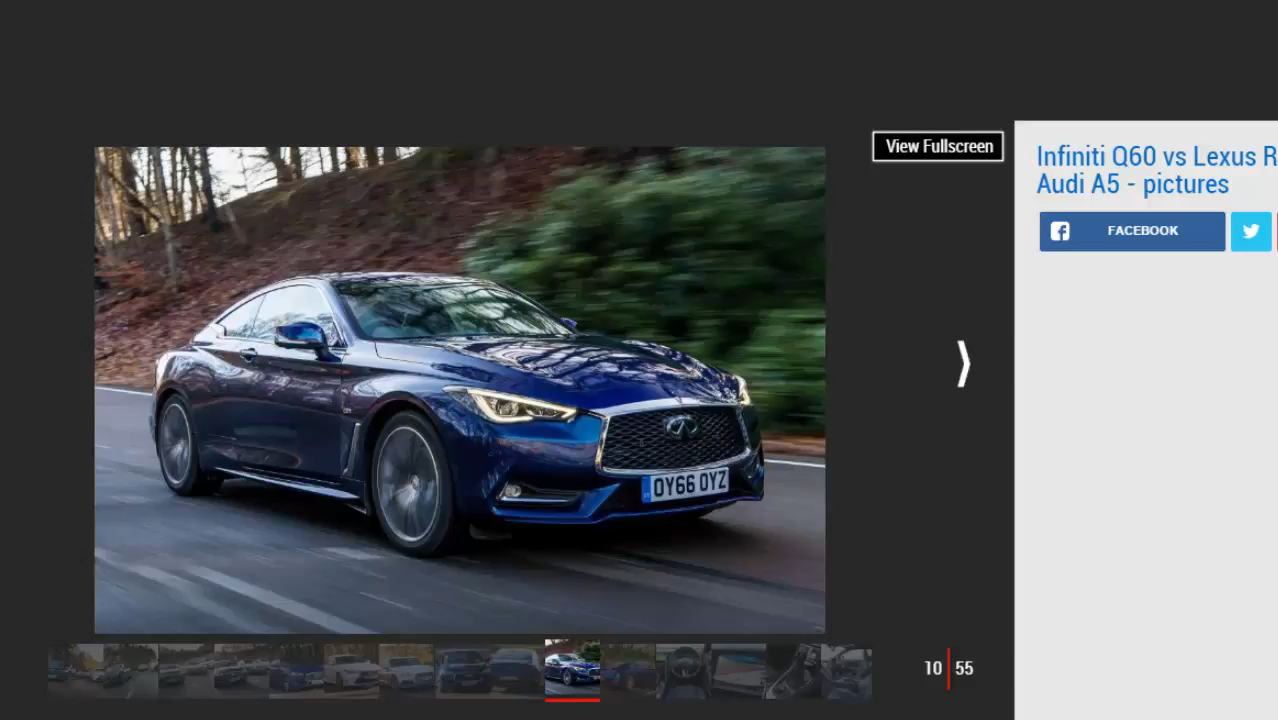 View Fullscreen
Infiniti Q60 vs Lexus R
Audi A5 - pictures
FACEBOOK
OY66 OYZ
10 55